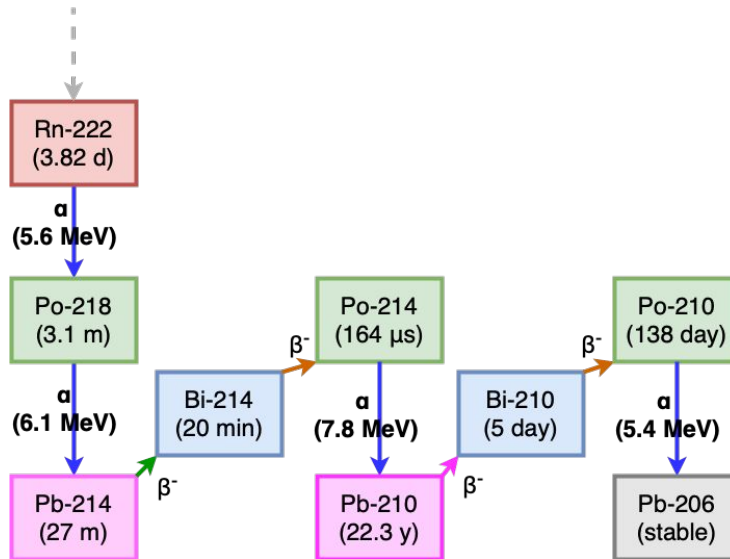 Rn-222
(3.82 d)
α
(5.6 MeV)
Po-218
(3.1 m)
Po-214
(164 μs)
Po-210
(138 day)
β⁻
β⁻
α
(6.1 MeV)
Bi-214
(20 min)
α
(7.8 MeV)
Bi-210
(5 day)
α
(5.4 MeV)
β⁻
β⁻
Pb-214
(27 m)
Pb-210
(22.3 y)
Pb-206
(stable)